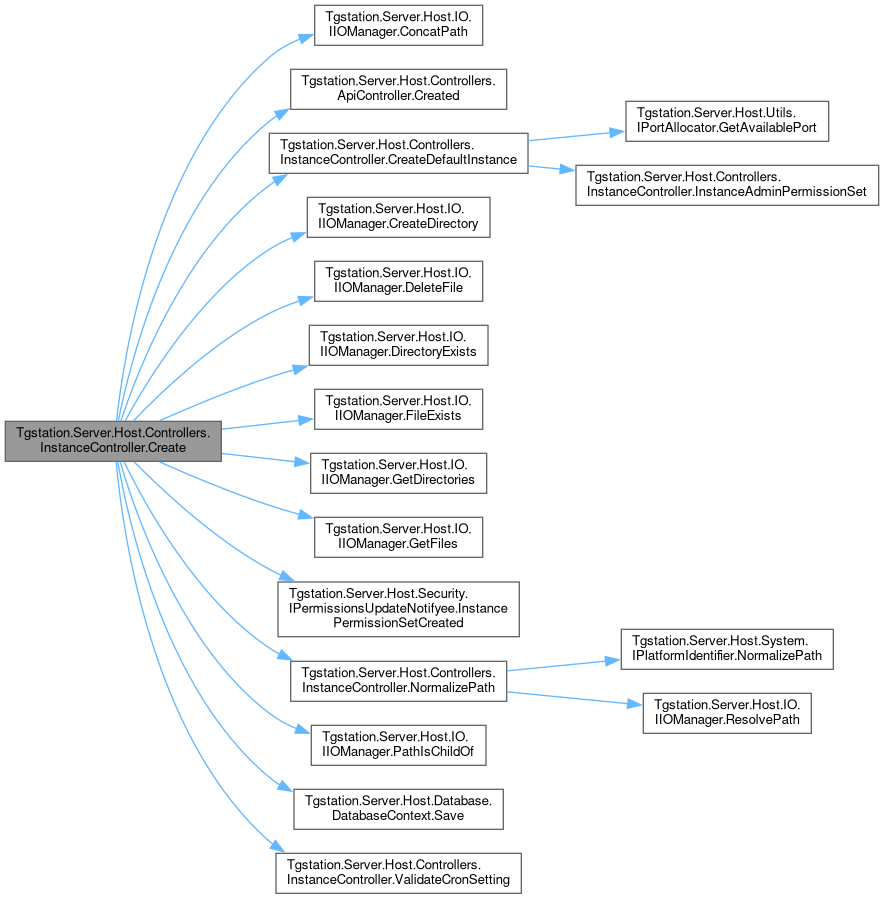 Tgstation.Server.Host.IO.
IIOManager.ConcatPath
Tgstation.Server.Host.Controllers.
ApiController.Created
Tgstation.Server.Host.Utils.
IPortAllocator.GetAvailablePort
Tgstation.Server.Host.Controllers.
InstanceController.CreateDefaultInstance
Tgstation.Server.Host.Controllers.
InstanceController.InstanceAdminPermissionSet
Tgstation.Server.Host.IO.
IIOManager.CreateDirectory
Tgstation.Server.Host.IO.
IIOManager.DeleteFile
Tgstation.Server.Host.IO.
IIOManager.DirectoryExists
Tgstation.Server.Host.IO.
IIOManager.FileExists
Tgstation.Server.Host.Controllers.
InstanceController.Create
Tgstation.Server.Host.IO.
IIOManager.GetDirectories
Tgstation.Server.Host.IO.
IIOManager.GetFiles
Tgstation.Server.Host.Security.
IPermissionsUpdateNotifyee.Instance
PermissionSetCreated
Tgstation.Server.Host.System.
IPlatformIdentifier.NormalizePath
Tgstation.Server.Host.Controllers.
InstanceController.NormalizePath
Tgstation.Server.Host.IO.
IIOManager.ResolvePath
Tgstation.Server.Host.IO.
IIOManager.PathIsChildOf
Tgstation.Server.Host.Database.
DatabaseContext.Save
Tgstation.Server.Host.Controllers.
InstanceController.ValidateCronSetting